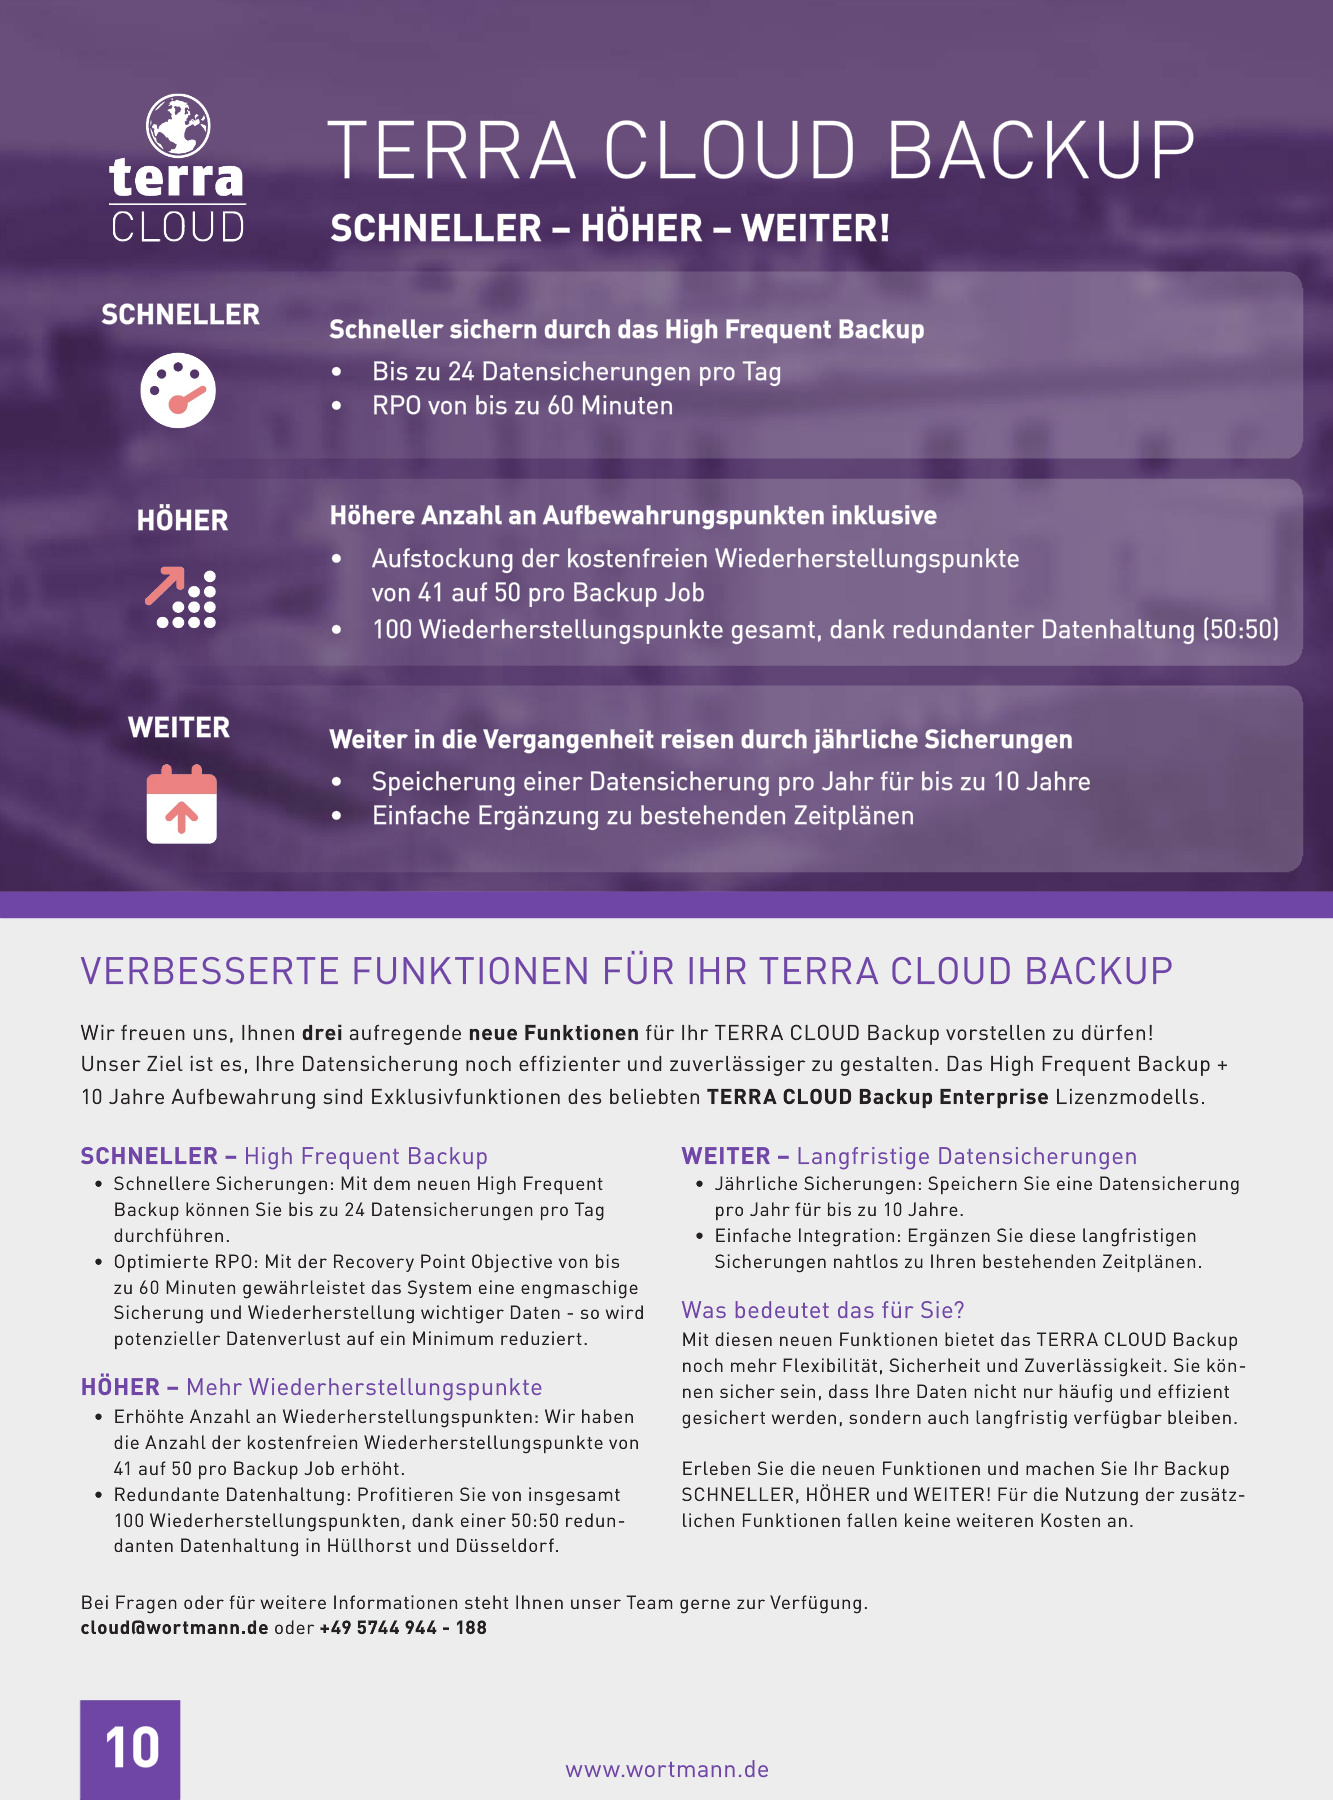 terra
CLOUD
TERRA CLOUD BACKUP
SCHNELLER – HÖHER – WEITER!
SCHNELLER
Schneller sichern durch das High Frequent Backup
• Bis zu 24 Datensicherungen pro Tag
• RPO von bis zu 60 Minuten
HÖHER
Höhere Anzahl an Aufbewahrungspunkten inklusive
• Aufstockung der kostenfreien Wiederherstellungspunkte
von 41 auf 50 pro Backup Job
• 100 Wiederherstellungspunkte gesamt, dank redundanter Datenhaltung (50:50)
WEITER
Weiter in die Vergangenheit reisen durch jährliche Sicherungen
• Speicherung einer Datensicherung pro Jahr für bis zu 10 Jahre
• Einfache Ergänzung zu bestehenden Zeitplänen
VERBESSERTE FUNKTIONEN FÜR IHR TERRA CLOUD BACKUP
Wir freuen uns, Ihnen drei aufregende neue Funktionen für Ihr TERRA CLOUD Backup vorstellen zu dürfen!
Unser Ziel ist es, Ihre Datensicherung noch effizienter und zuverlässiger zu gestalten. Das High Frequent Backup +
10 Jahre Aufbewahrung sind Exklusivfunktionen des beliebten TERRA CLOUD Backup Enterprise Lizenzmodells.
SCHNELLER – High Frequent Backup
• Schnellere Sicherungen: Mit dem neuen High Frequent
Backup können Sie bis zu 24 Datensicherungen pro Tag
durchführen.
• Optimierte RPO: Mit der Recovery Point Objective von bis
zu 60 Minuten gewährleistet das System eine engmaschige
Sicherung und Wiederherstellung wichtiger Daten - so wird
potenzieller Datenverlust auf ein Minimum reduziert.
HÖHER – Mehr Wiederherstellungspunkte
• Erhöhte Anzahl an Wiederherstellungspunkten: Wir haben
die Anzahl der kostenfreien Wiederherstellungspunkte von
41 auf 50 pro Backup Job erhöht.
• Redundante Datenhaltung: Profitieren Sie von insgesamt
100 Wiederherstellungspunkten, dank einer 50:50 redun-
danten Datenhaltung in Hüllhorst und Düsseldorf.
WEITER – Langfristige Datensicherungen
• Jährliche Sicherungen: Speichern Sie eine Datensicherung
pro Jahr für bis zu 10 Jahre.
• Einfache Integration: Ergänzen Sie diese langfristigen
Sicherungen nahtlos zu Ihren bestehenden Zeitplänen.
Was bedeutet das für Sie?
Mit diesen neuen Funktionen bietet das TERRA CLOUD Backup
noch mehr Flexibilität, Sicherheit und Zuverlässigkeit. Sie kön-
nen sicher sein, dass Ihre Daten nicht nur häufig und effizient
gesichert werden, sondern auch langfristig verfügbar bleiben.
Erleben Sie die neuen Funktionen und machen Sie Ihr Backup
SCHNELLER, HÖHER und WEITER! Für die Nutzung der zusätz-
lichen Funktionen fallen keine weiteren Kosten an.
Bei Fragen oder für weitere Informationen steht Ihnen unser Team gerne zur Verfügung.
cloud@wortmann.de oder +49 5744 944 - 188
10
www.wortmann.de